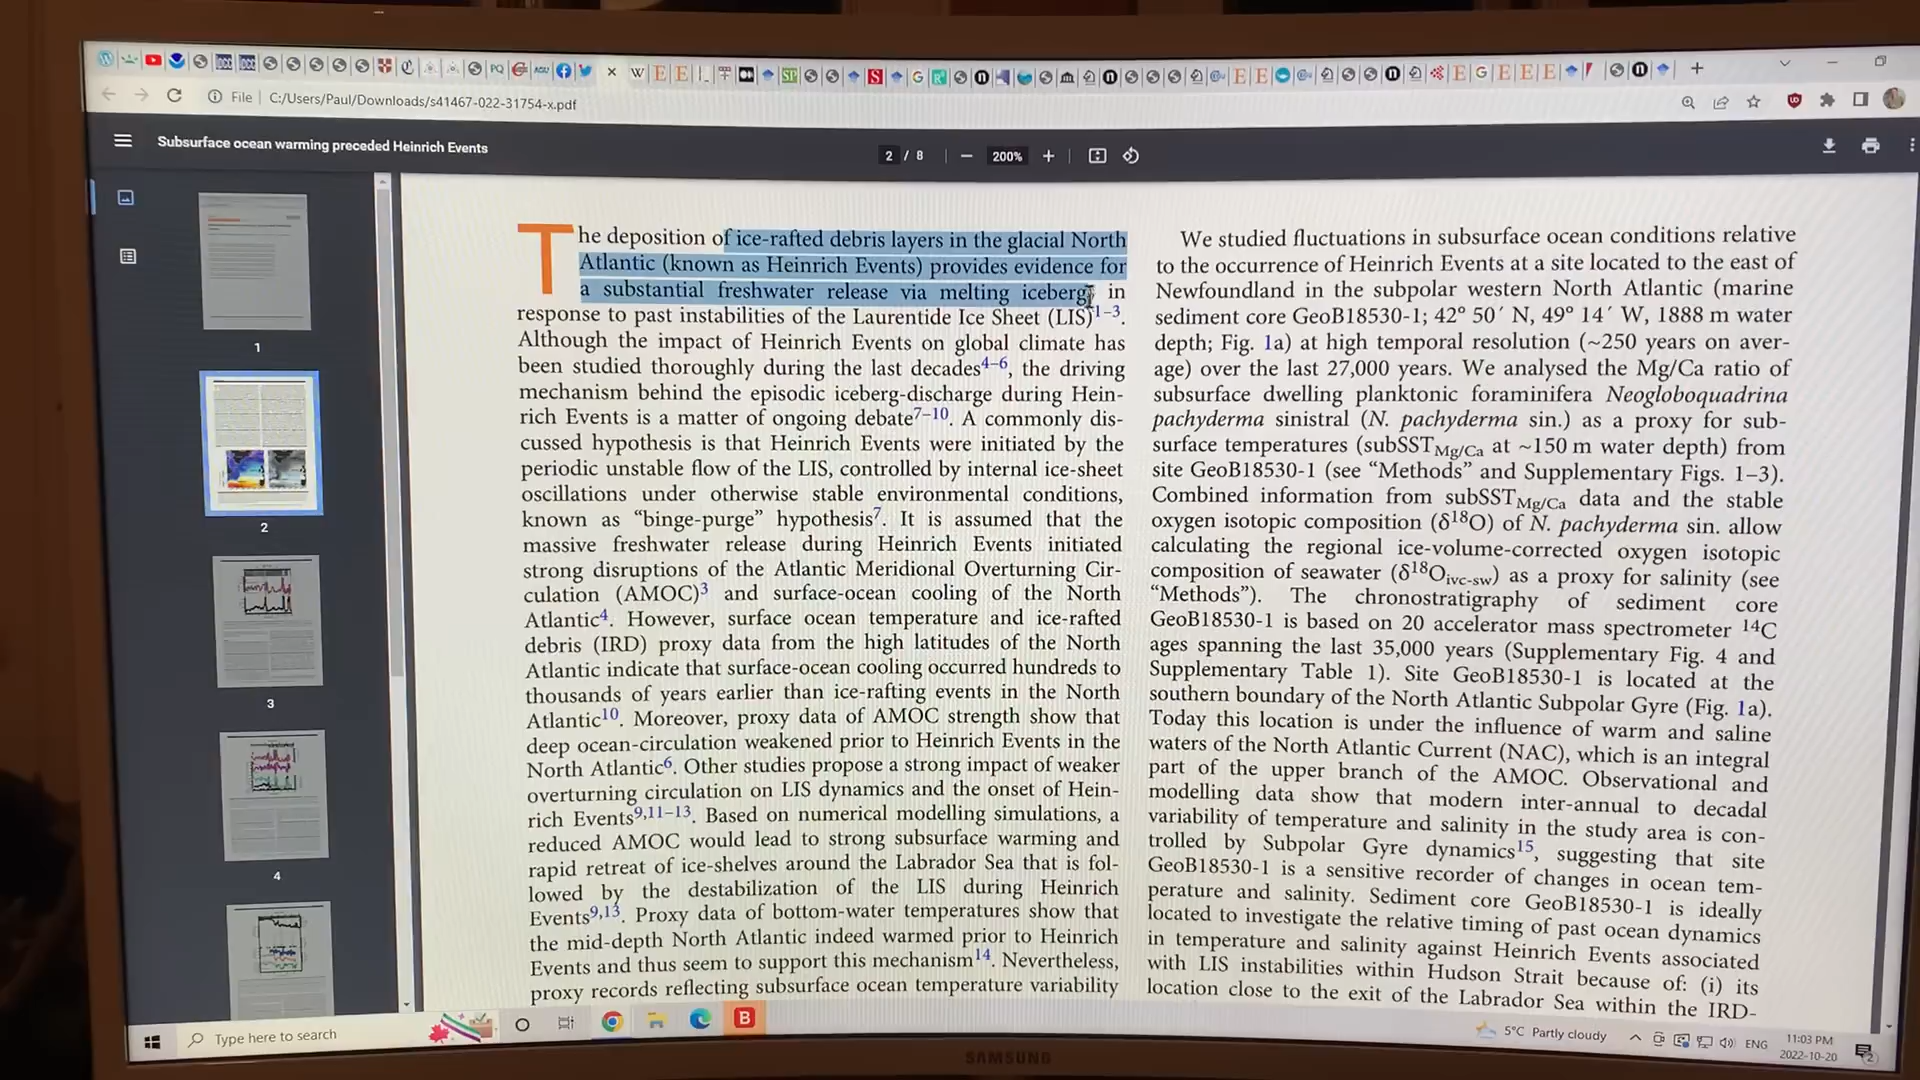 File C:/Users/Paul/Downloads/s41467-022-31754-x.pdf
Subsurface ocean warming preceded Heinrich Events
2 / 8 — 200% +
The deposition of ice-rafted debris layers in the glacial North
Atlantic (known as Heinrich Events) provides evidence for
a substantial freshwater release via melting icebergs in
response to past instabilities of the Laurentide Ice Sheet (LIS)1–3.
Although the impact of Heinrich Events on global climate has
been studied thoroughly during the last decades4–6, the driving
mechanism behind the episodic iceberg-discharge during Hein-
rich Events is a matter of ongoing debate7–10. A commonly dis-
cussed hypothesis is that Heinrich Events were initiated by the
periodic unstable flow of the LIS, controlled by internal ice-sheet
oscillations under otherwise stable environmental conditions,
known as “binge-purge” hypothesis7. It is assumed that the
massive freshwater release during Heinrich Events initiated
strong disruptions of the Atlantic Meridional Overturning Cir-
culation (AMOC)3 and surface-ocean cooling of the North
Atlantic4. However, surface ocean temperature and ice-rafted
debris (IRD) proxy data from the high latitudes of the North
Atlantic indicate that surface-ocean cooling occurred hundreds to
thousands of years earlier than ice-rafting events in the North
Atlantic10. Moreover, proxy data of AMOC strength show that
deep ocean-circulation weakened prior to Heinrich Events in the
North Atlantic6. Other studies propose a strong impact of weaker
overturning circulation on LIS dynamics and the onset of Hein-
rich Events9,11–13. Based on numerical modelling simulations, a
reduced AMOC would lead to strong subsurface warming and
rapid retreat of ice-shelves around the Labrador Sea that is fol-
lowed by the destabilization of the LIS during Heinrich
Events9,13. Proxy data of bottom-water temperatures show that
the mid-depth North Atlantic indeed warmed prior to Heinrich
Events and thus seem to support this mechanism14. Nevertheless,
proxy records reflecting subsurface ocean temperature variability
We studied fluctuations in subsurface ocean conditions relative
to the occurrence of Heinrich Events at a site located to the east of
Newfoundland in the subpolar western North Atlantic (marine
sediment core GeoB18530-1; 42° 50′ N, 49° 14′ W, 1888 m water
depth; Fig. 1a) at high temporal resolution (~250 years on aver-
age) over the last 27,000 years. We analysed the Mg/Ca ratio of
subsurface dwelling planktonic foraminifera Neogloboquadrina
pachyderma sinistral (N. pachyderma sin.) as a proxy for sub-
surface temperatures (subSSTMg/Ca at ~150 m water depth) from
site GeoB18530-1 (see “Methods” and Supplementary Figs. 1–3).
Combined information from subSSTMg/Ca data and the stable
oxygen isotopic composition (δ18O) of N. pachyderma sin. allow
calculating the regional ice-volume-corrected oxygen isotopic
composition of seawater (δ18Oivc-sw) as a proxy for salinity (see
“Methods”). The chronostratigraphy of sediment core
GeoB18530-1 is based on 20 accelerator mass spectrometer 14C
ages spanning the last 35,000 years (Supplementary Fig. 4 and
Supplementary Table 1). Site GeoB18530-1 is located at the
southern boundary of the North Atlantic Subpolar Gyre (Fig. 1a).
Today this location is under the influence of warm and saline
waters of the North Atlantic Current (NAC), which is an integral
part of the upper branch of the AMOC. Observational and
modelling data show that modern inter-annual to decadal
variability of temperature and salinity in the study area is con-
trolled by Subpolar Gyre dynamics15, suggesting that site
GeoB18530-1 is a sensitive recorder of changes in ocean tem-
perature and salinity. Sediment core GeoB18530-1 is ideally
located to investigate the relative timing of past ocean dynamics
in temperature and salinity against Heinrich Events associated
with LIS instabilities within Hudson Strait because of: (i) its
location close to the exit of the Labrador Sea within the IRD-
1
2
3
4
Type here to search
5°C Partly cloudy
ENG
11:03 PM
2022-10-20
SAMSUNG